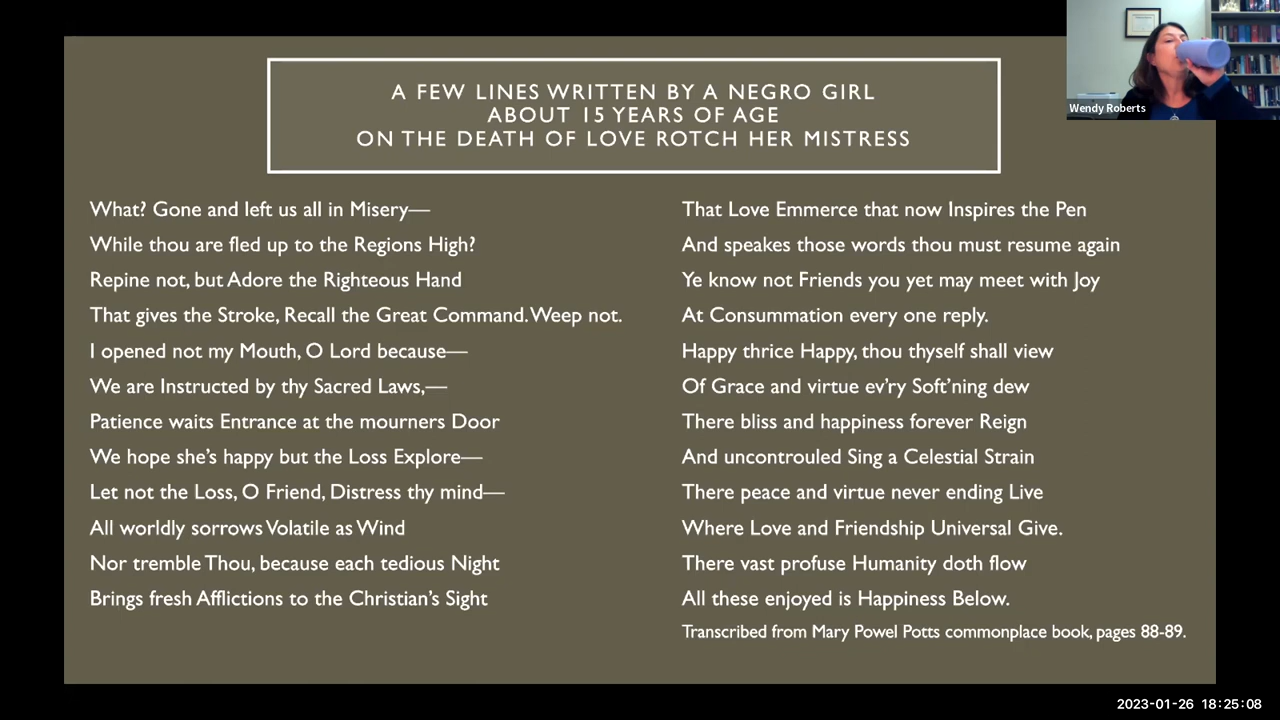 A FEW LINES WRITTEN BY A NEGRO GIRL
ABOUT 15 YEARS OF AGE
ON THE DEATH OF LOVE ROTCH HER MISTRESS
Wendy Roberts
What? Gone and left us all in Misery—
While thou are fled up to the Regions High?
Repine not, but Adore the Righteous Hand
That gives the Stroke, Recall the Great Command. Weep not.
I opened not my Mouth, O Lord because—
We are Instructed by thy Sacred Laws,—
Patience waits Entrance at the mourners Door
We hope she's happy but the Loss Explore—
Let not the Loss, O Friend, Distress thy mind—
All worldly sorrows Volatile as Wind
Nor tremble Thou, because each tedious Night
Brings fresh Afflictions to the Christian's Sight
That Love Emmerce that now Inspires the Pen
And speakes those words thou must resume again
Ye know not Friends you yet may meet with Joy
At Consummation every one reply.
Happy thrice Happy, thou thyself shall view
Of Grace and virtue ev'ry Soft'ning dew
There bliss and happiness forever Reign
And uncontrouled Sing a Celestial Strain
There peace and virtue never ending Live
Where Love and Friendship Universal Give.
There vast profuse Humanity doth flow
All these enjoyed is Happiness Below.
Transcribed from Mary Powel Potts commonplace book, pages 88-89.
2023-01-26 18:25:08